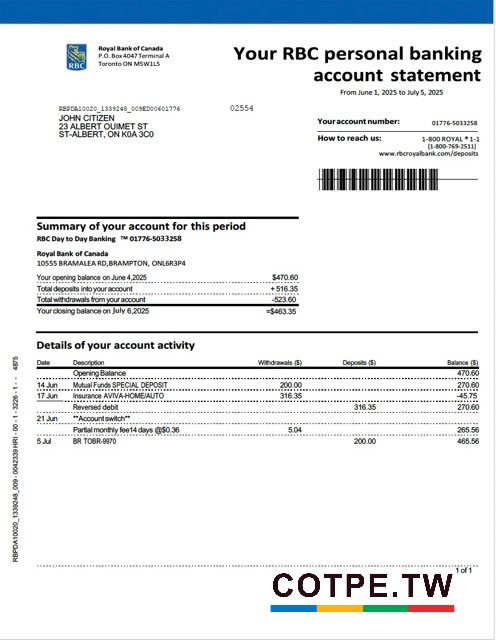 RBC
Royal Bank of Canada
P.O. Box 4047 Terminal A
Toronto ON M5W1L5
Your RBC personal banking
account statement
From June 1, 2025 to July 5, 2025
RBPDA10020_1339248_009ED00601776 02554
JOHN CITIZEN
23 ALBERT OUIMET ST
ST-ALBERT, ON K0A 3C0
Your account number: 01776-5033258
How to reach us: 1-800 ROYAL ® 1-1
(1-800-769-2511)
www.rbcroyalbank.com/deposits
Summary of your account for this period
RBC Day to Day Banking ™ 01776-5033258
Royal Bank of Canada
10555 BRAMALEA RD,BRAMPTON, ONL6R3P4
Your opening balance on June 4,2025 $470.60
Total deposits into your account + 516.35
Total withdrawals from your account -523.60
Your closing balance on July 6,2025 =$463.35
Details of your account activity
Date Description Withdrawals ($) Deposits ($) Balance ($)
Opening Balance 470.60
14 Jun Mutual Funds SPECIAL DEPOSIT 200.00 270.60
17 Jun Insurance AVIVA-HOME/AUTO 316.35 -45.75
Reversed debit 316.35 270.60
21 Jun **Account switch**
Partial monthly fee14 days @$0.36 5.04 265.56
5 Jul BR TOBR-9970 200.00 465.56
RBPDA10020_1339248_009 - 0042339 HRI - 00 - 1 - 3226 - 1 - - 4875
1 of 1
COTPE.TW